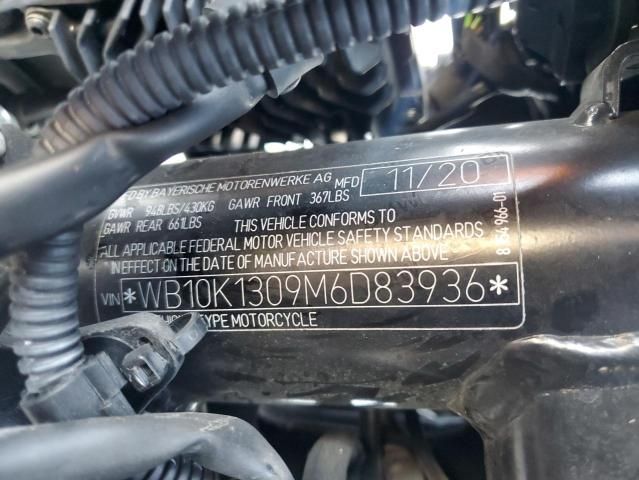 BY BAYERISCHE MOTORENWERKE AG MFD 11/20
GVWR 948LBS/430KG GAWR FRONT 367LBS
GAWR REAR 661LBS THIS VEHICLE CONFORMS TO
ALL APPLICABLE FEDERAL MOTOR VEHICLE SAFETY STANDARDS
IN EFFECT ON THE DATE OF MANUFACTURE SHOWN ABOVE
VIN *WB10K1309M6D83936*
TYPE MOTORCYCLE